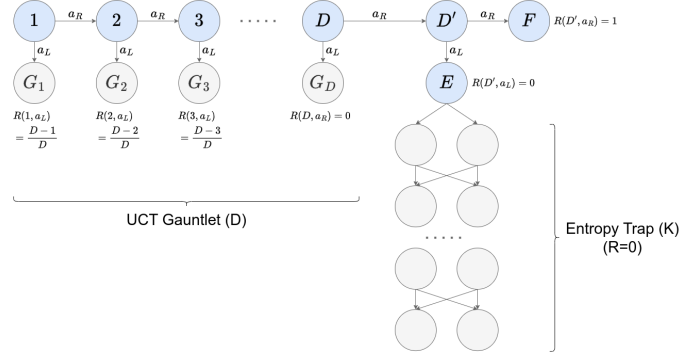 1 a_R 2 a_R 3 ..... D a_R D′ a_R F R(D′, a_R) = 1
a_L a_L a_L a_L a_L
G_1 G_2 G_3 G_D E R(D′, a_L) = 0
R(1, a_L) R(2, a_L) R(3, a_L) R(D, a_R) = 0
= (D − 1)/D = (D − 2)/D = (D − 3)/D
UCT Gauntlet (D)
.....
Entropy Trap (K)
(R=0)